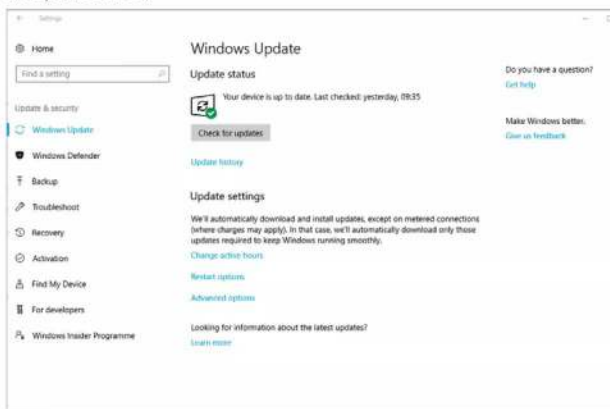 Settings
Home
Find a setting
Update & security
Windows Update
Windows Defender
Backup
Troubleshoot
Recovery
Activation
Find My Device
For developers
Windows Insider Programme
Windows Update
Update status
Your device is up to date. Last checked: yesterday, 09:35
Check for updates
Update history
Update settings
We'll automatically download and install updates, except on metered connections
(where charges may apply). In that case, we'll automatically download only those
updates required to keep Windows running smoothly.
Change active hours
Restart options
Advanced options
Looking for information about the latest updates?
Learn more
Do you have a question?
Get help
Make Windows better.
Give us feedback